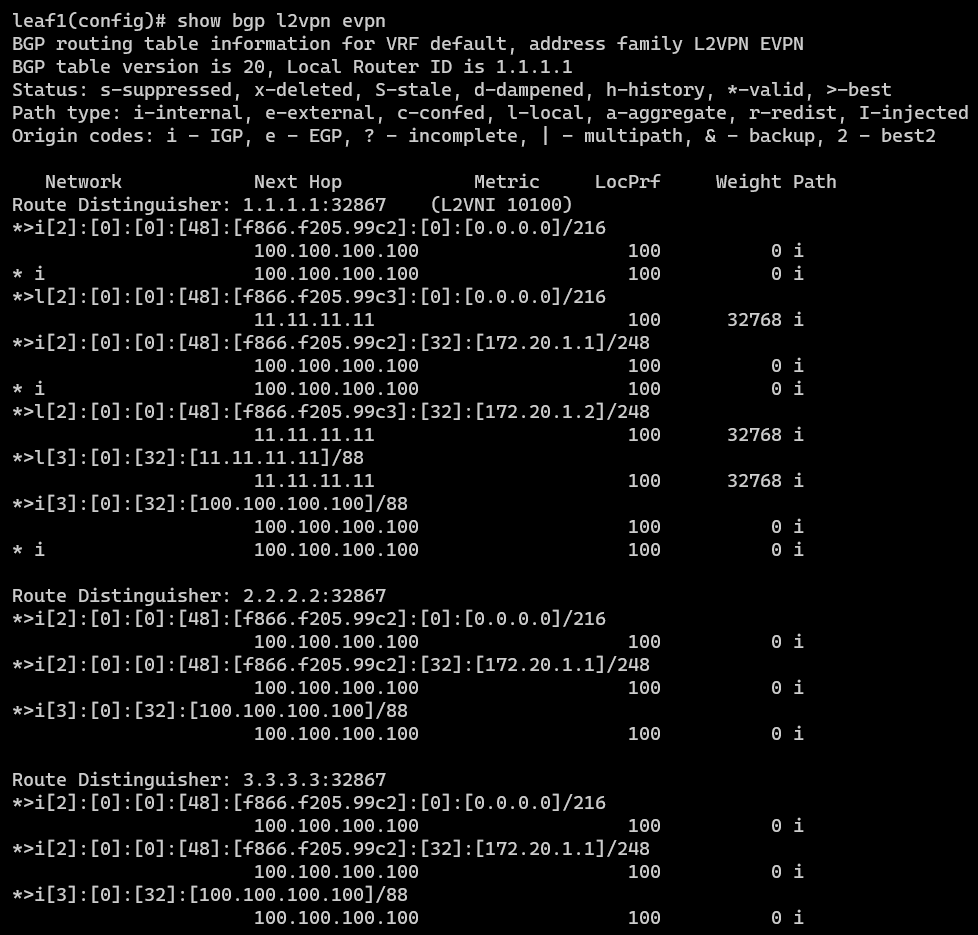 leaf1(config)# show bgp l2vpn evpn
BGP routing table information for VRF default, address family L2VPN EVPN
BGP table version is 20, Local Router ID is 1.1.1.1
Status: s-suppressed, x-deleted, S-stale, d-dampened, h-history, *-valid, >-best
Path type: i-internal, e-external, c-confed, l-local, a-aggregate, r-redist, I-injected
Origin codes: i - IGP, e - EGP, ? - incomplete, | - multipath, & - backup, 2 - best2

   Network            Next Hop            Metric     LocPrf     Weight Path
Route Distinguisher: 1.1.1.1:32867    (L2VNI 10100)
*>i[2]:[0]:[0]:[48]:[f866.f205.99c2]:[0]:[0.0.0.0]/216
                      100.100.100.100                   100          0 i
* i                   100.100.100.100                   100          0 i
*>l[2]:[0]:[0]:[48]:[f866.f205.99c3]:[0]:[0.0.0.0]/216
                      11.11.11.11                       100      32768 i
*>i[2]:[0]:[0]:[48]:[f866.f205.99c2]:[32]:[172.20.1.1]/248
                      100.100.100.100                   100          0 i
* i                   100.100.100.100                   100          0 i
*>l[2]:[0]:[0]:[48]:[f866.f205.99c3]:[32]:[172.20.1.2]/248
                      11.11.11.11                       100      32768 i
*>l[3]:[0]:[32]:[11.11.11.11]/88
                      11.11.11.11                       100      32768 i
*>i[3]:[0]:[32]:[100.100.100.100]/88
                      100.100.100.100                   100          0 i
* i                   100.100.100.100                   100          0 i

Route Distinguisher: 2.2.2.2:32867
*>i[2]:[0]:[0]:[48]:[f866.f205.99c2]:[0]:[0.0.0.0]/216
                      100.100.100.100                   100          0 i
*>i[2]:[0]:[0]:[48]:[f866.f205.99c2]:[32]:[172.20.1.1]/248
                      100.100.100.100                   100          0 i
*>i[3]:[0]:[32]:[100.100.100.100]/88
                      100.100.100.100                   100          0 i

Route Distinguisher: 3.3.3.3:32867
*>i[2]:[0]:[0]:[48]:[f866.f205.99c2]:[0]:[0.0.0.0]/216
                      100.100.100.100                   100          0 i
*>i[2]:[0]:[0]:[48]:[f866.f205.99c2]:[32]:[172.20.1.1]/248
                      100.100.100.100                   100          0 i
*>i[3]:[0]:[32]:[100.100.100.100]/88
                      100.100.100.100                   100          0 i